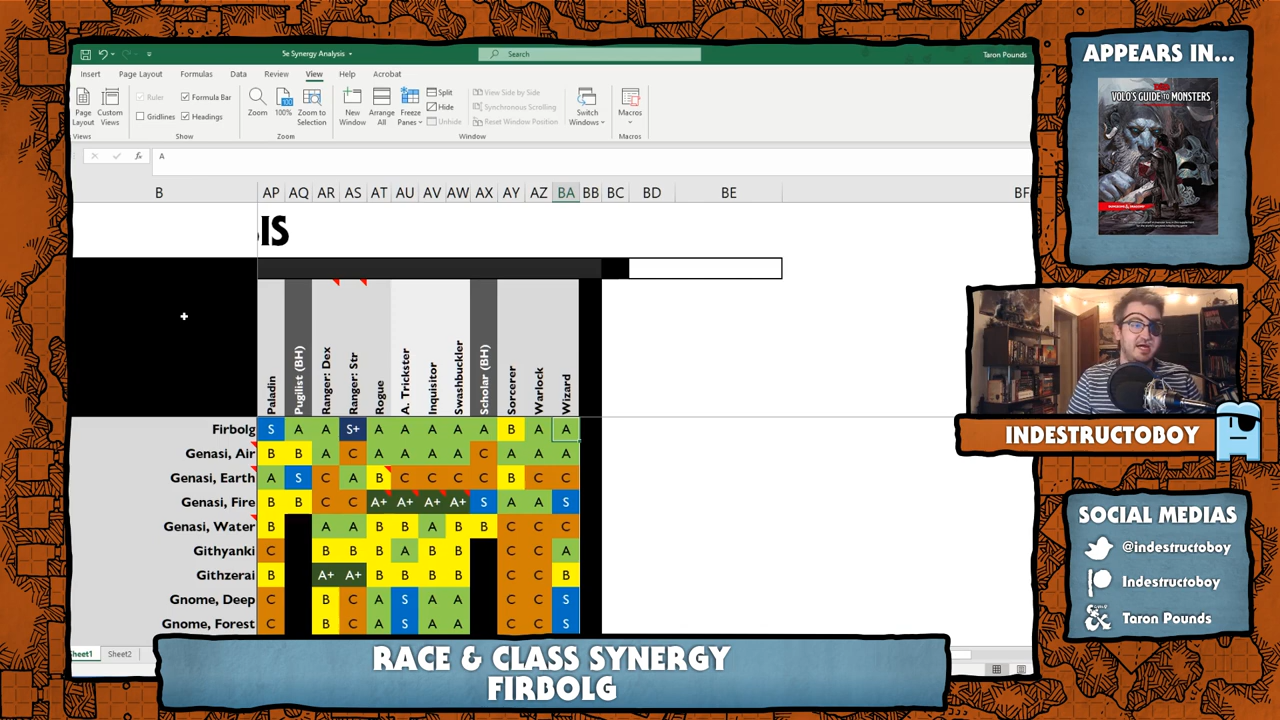 APPEARS IN...
VOLO'S GUIDE TO MONSTERS
5e Synergy Analysis
Search
Taron Pounds
Insert Page Layout Formulas Data Review View Help Acrobat
Page Layout
Custom Views
Ruler
Formula Bar
Gridlines
Headings
Zoom
100%
Zoom to Selection
New Window
Arrange All
Freeze Panes
Split
Hide
Unhide
View Side by Side
Synchronous Scrolling
Reset Window Position
Switch Windows
Macros
Views Show Zoom Window Macros
fx A
B AP AQ AR AS AT AU AV AW AX AY AZ BA BB BC BD BE BF
IS
Paladin
Pugilist (BH)
Ranger: Dex
Ranger: Str
Rogue
A. Trickster
Inquisitor
Swashbuckler
Scholar (BH)
Sorcerer
Warlock
Wizard
Firbolg S A A S+ A A A A A B A A
Genasi, Air B B A C A A A A C A A A
Genasi, Earth A S C A B C C C C B C C
Genasi, Fire B B C C A+ A+ A+ A+ S A A S
Genasi, Water B A A B B A B B C C C
Githyanki C B B B A B B C C A
Githzerai B A+ A+ B B B B C C B
Gnome, Deep C B C A S A A C C S
Gnome, Forest C B C A S A A C C S
Sheet2
INDESTRUCTOBOY
SOCIAL MEDIAS
@indestructoboy
Indestructoboy
Taron Pounds
RACE & CLASS SYNERGY
FIRBOLG